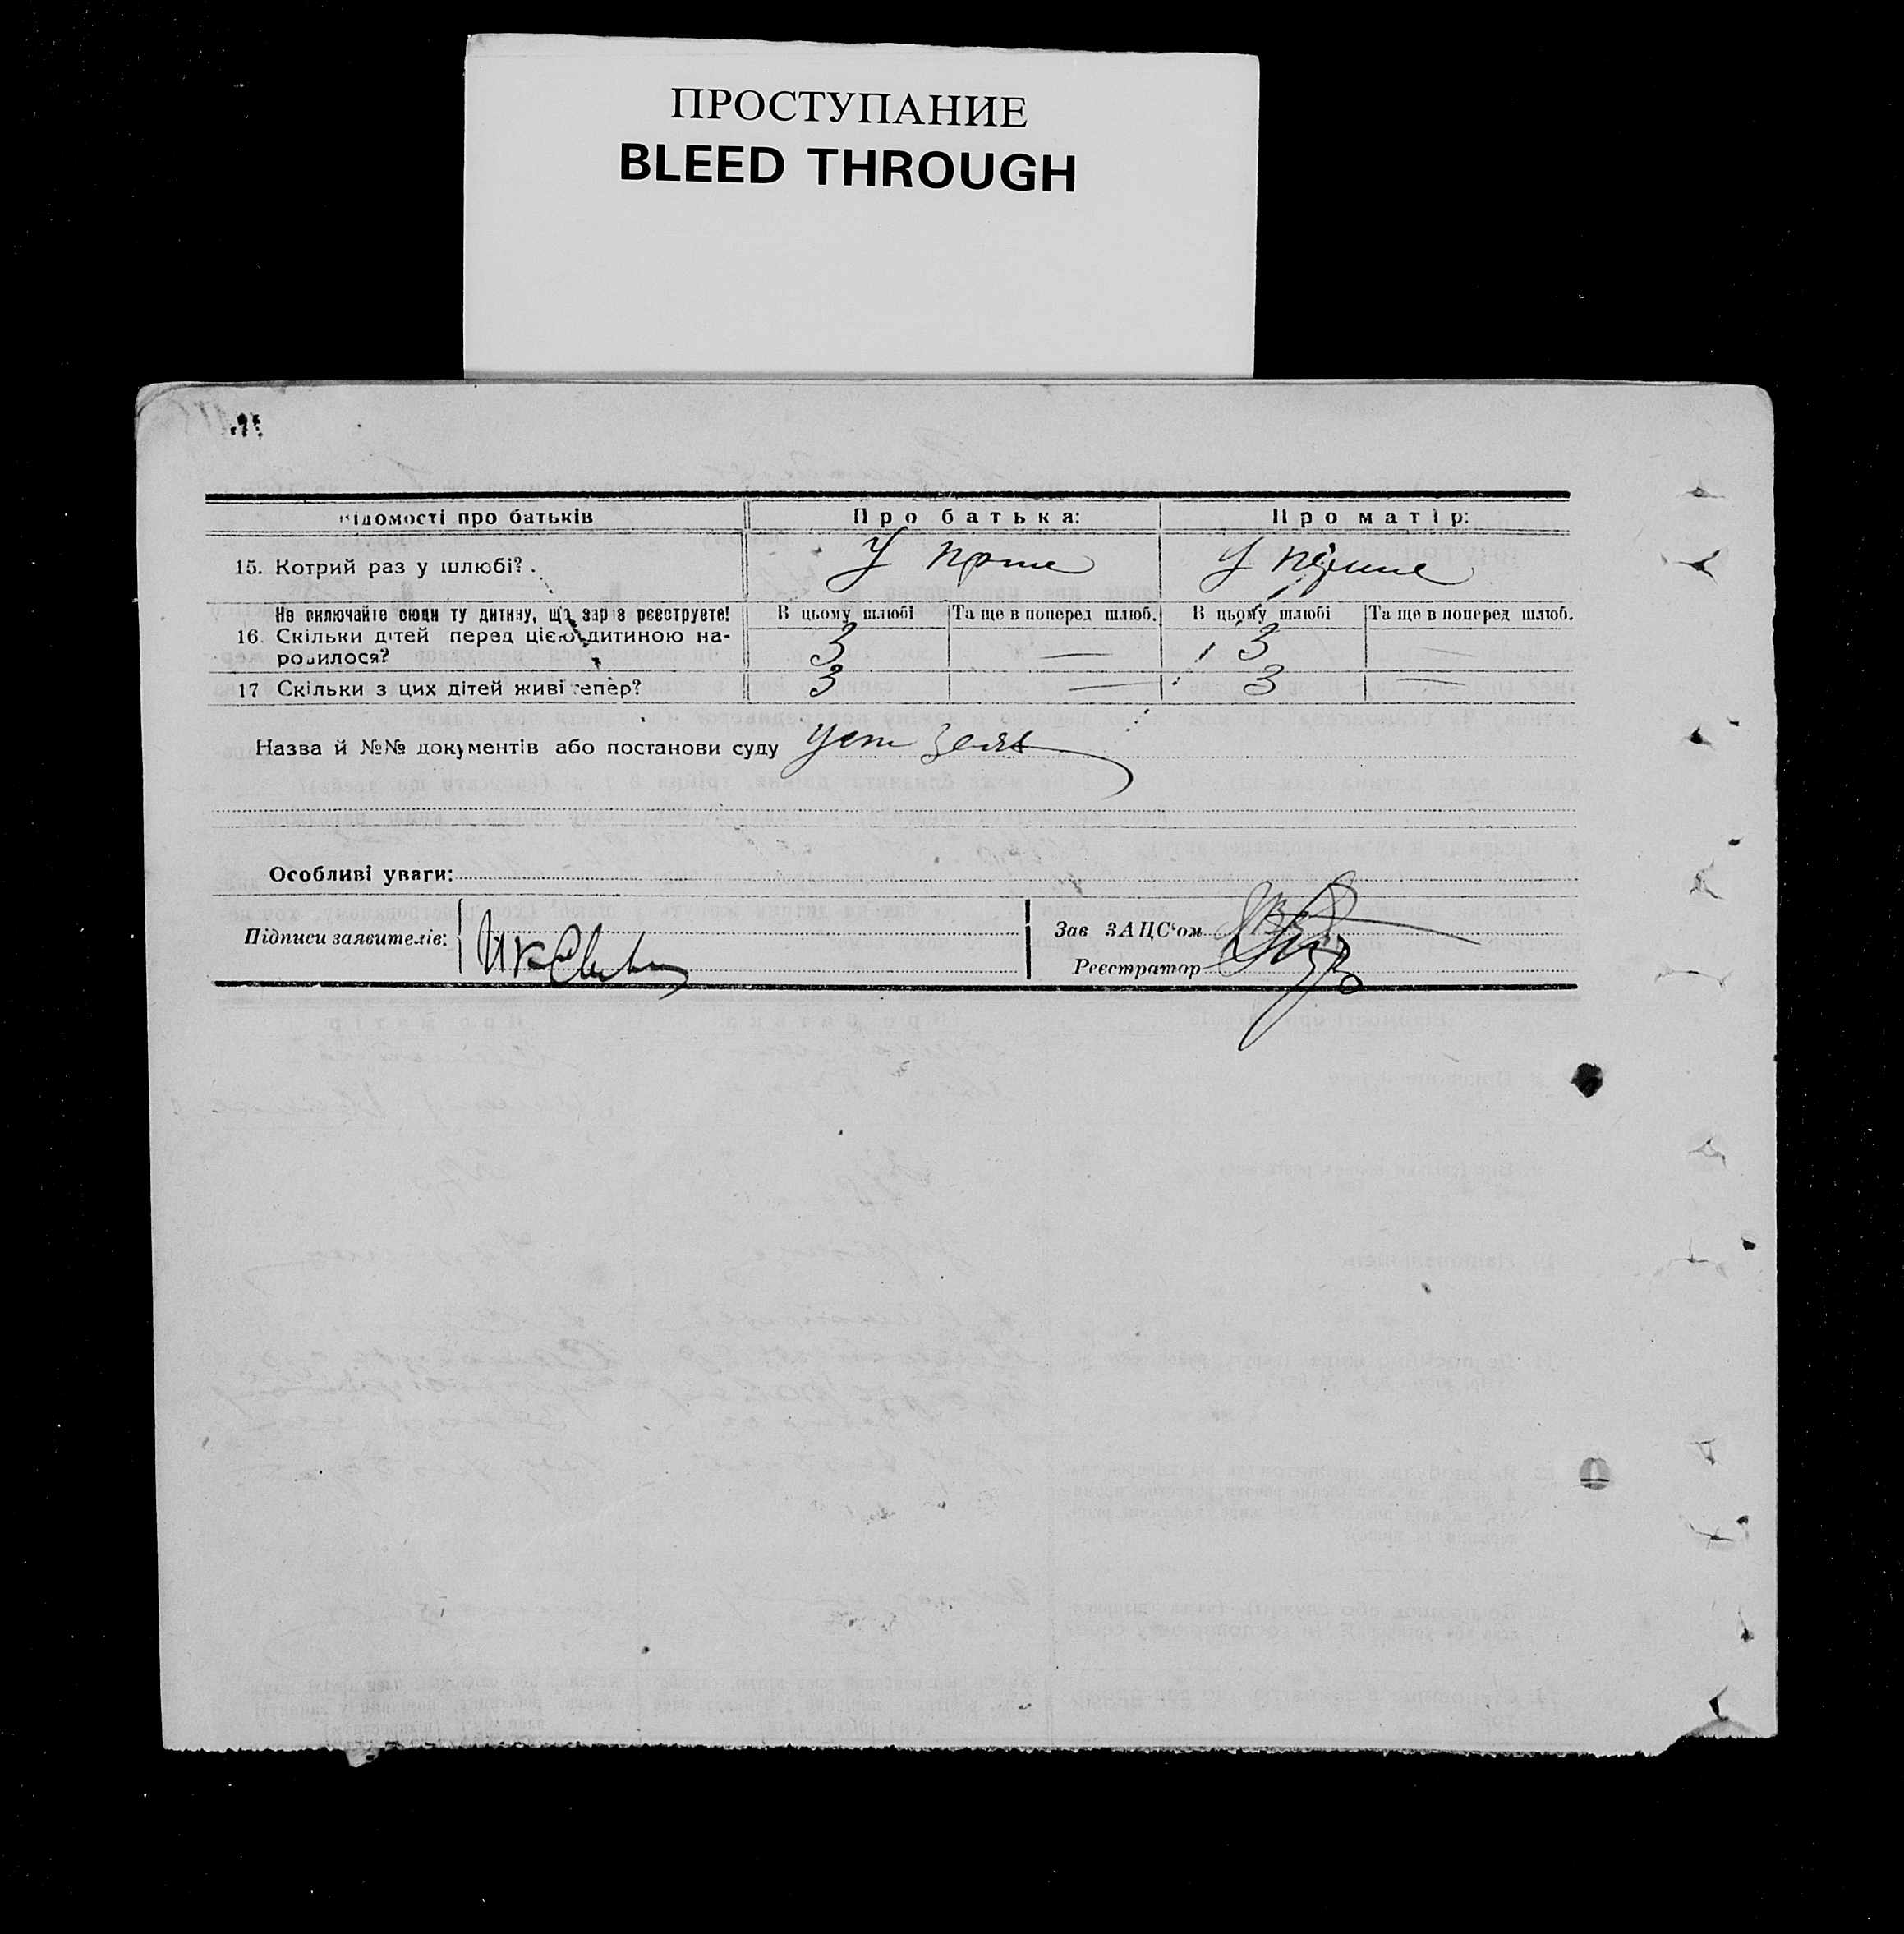 ПРОСТУПАНИЕ
BLEED THROUGH
Відомості про батьків
Про батька:
Про матір:
15. Котрий раз у шлюбі?
У перше
У перше
Не включайте сюди ту дитину, що зараз реєструєте!
В цьому шлюбі
Та ще в поперед шлюб.
В цьому шлюбі
Та ще в поперед шлюб.
16. Скільки дітей перед цією дитиною на-
родилося?
3
—
3
—
17 Скільки з цих дітей живі тепер?
3
—
3
—
Назва й №№ документів або постанови суду
Особливі уваги:
Підписи заявителів:
Зав ЗАЦС'ом
Реєстратор